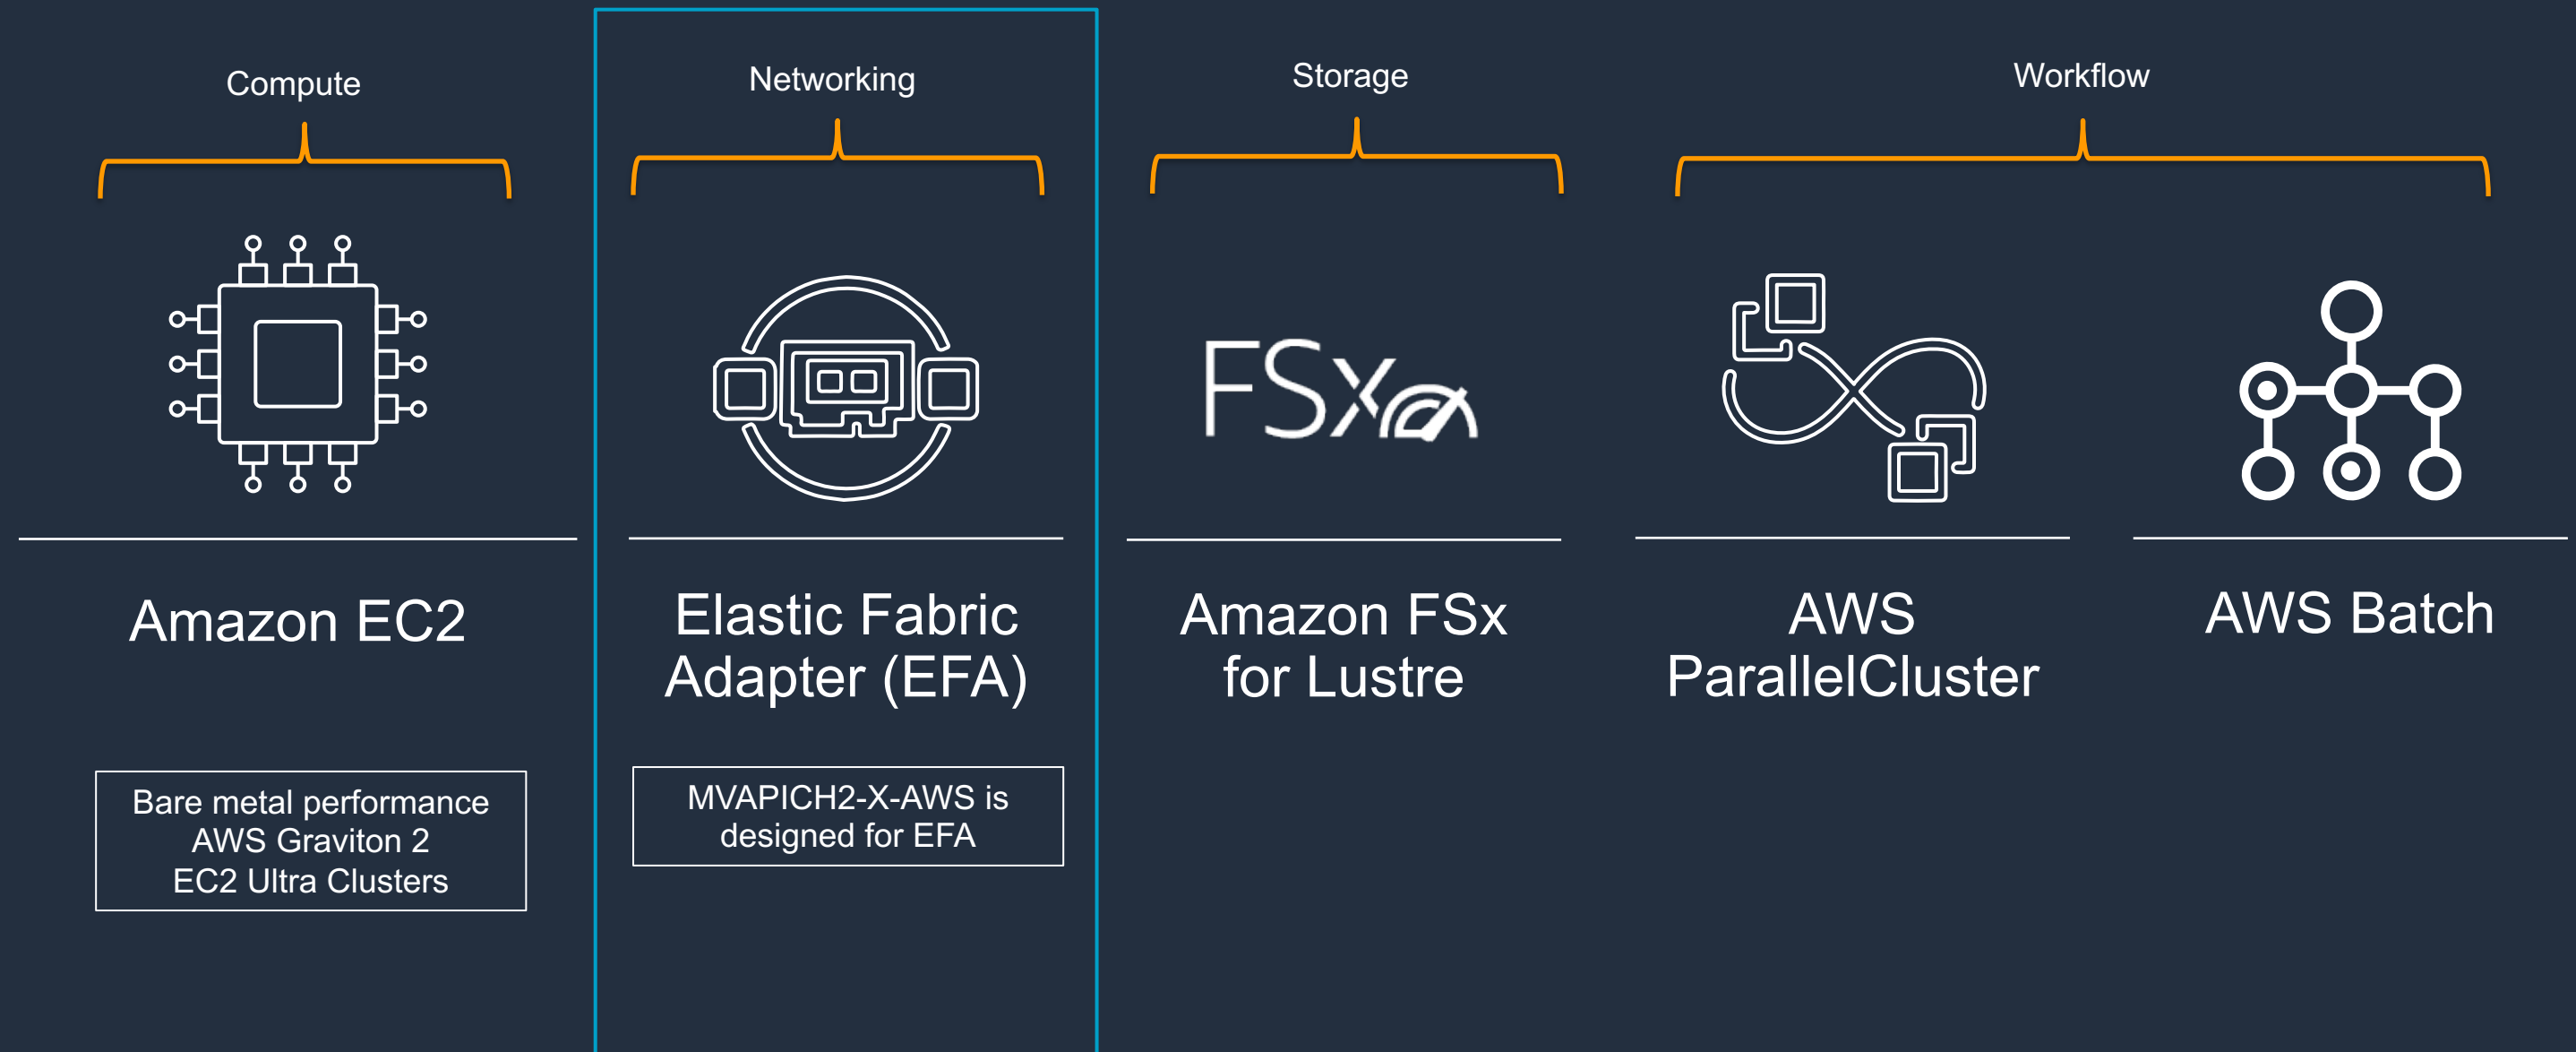 Compute
Networking
Storage
Workflow
FSx
Amazon EC2
Elastic Fabric
Adapter (EFA)
Amazon FSx
for Lustre
AWS
ParallelCluster
AWS Batch
Bare metal performance
AWS Graviton 2
EC2 Ultra Clusters
MVAPICH2-X-AWS is
designed for EFA